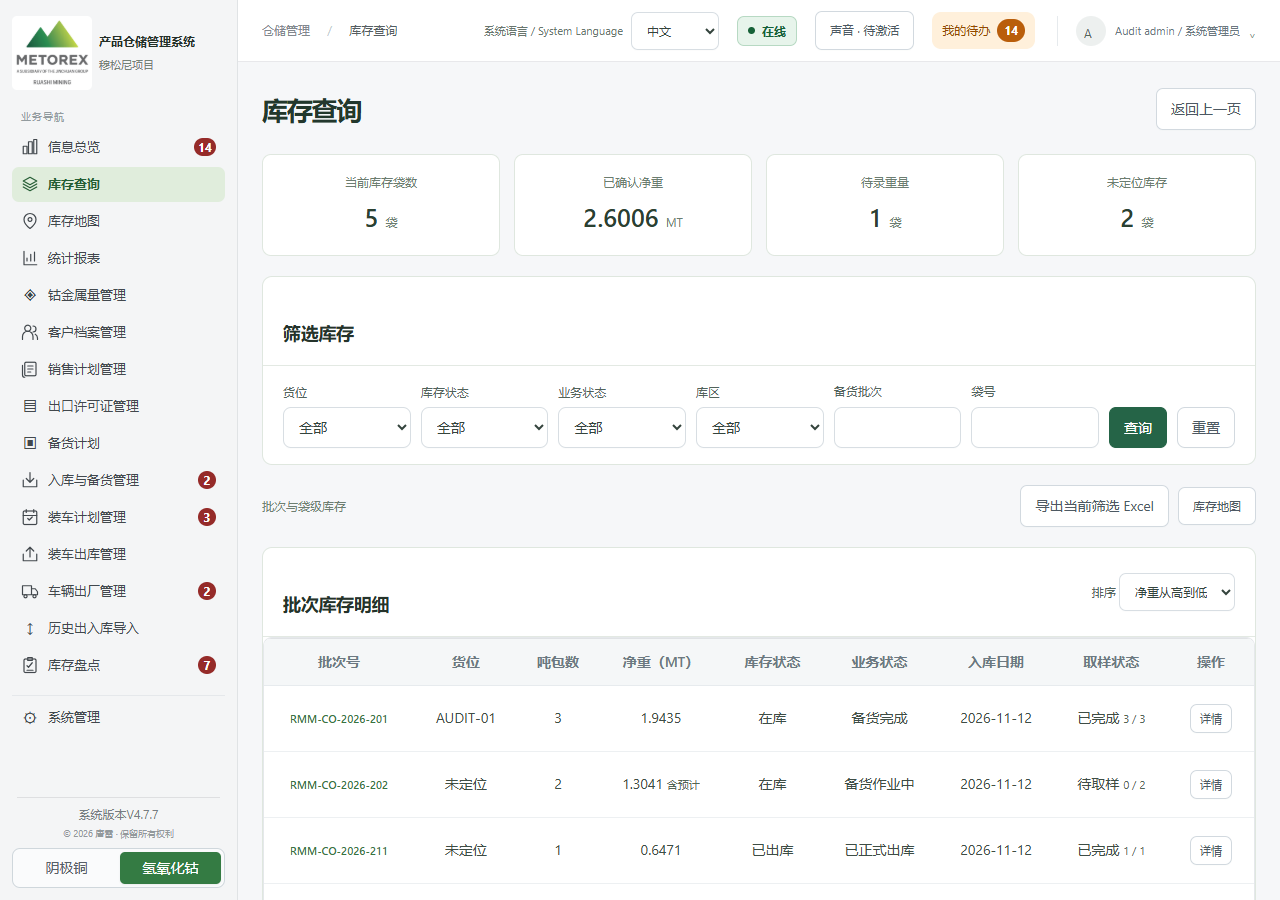 METOREX
A SUBSIDIARY OF THE JINCHUAN GROUP
RUASHI MINING
产品仓储管理系统
穆松尼项目
业务导航
信息总览 14
库存查询
库存地图
统计报表
钴金属量管理
客户档案管理
销售计划管理
出口许可证管理
备货计划
入库与备货管理 2
装车计划管理 3
装车出库管理
车辆出厂管理 2
历史出入库导入
库存盘点 7
系统管理
系统版本V4.7.7
保留所有权利
阴极铜 氢氧化钴
仓储管理 / 库存查询
系统语言 / System Language 中文
在线
声音 · 待激活
我的待办 14
A Audit admin / 系统管理员
库存查询
返回上一页
当前库存袋数
5 袋
已确认净重
2.6006 MT
待录重量
1 袋
未定位库存
2 袋
筛选库存
货位 库存状态 业务状态 库区 备货批次 袋号
全部 全部 全部 全部 查询 重置
批次与袋级库存
导出当前筛选 Excel 库存地图
批次库存明细
排序 净重从高到低
批次号 货位 吨包数 净重（MT） 库存状态 业务状态 入库日期 取样状态 操作
RMM-CO-2026-201 AUDIT-01 3 1.9435 在库 备货完成 2026-11-12 已完成 3 / 3 详情
RMM-CO-2026-202 未定位 2 1.3041 含预计 在库 备货作业中 2026-11-12 待取样 0 / 2 详情
RMM-CO-2026-211 未定位 1 0.6471 已出库 已正式出库 2026-11-12 已完成 1 / 1 详情